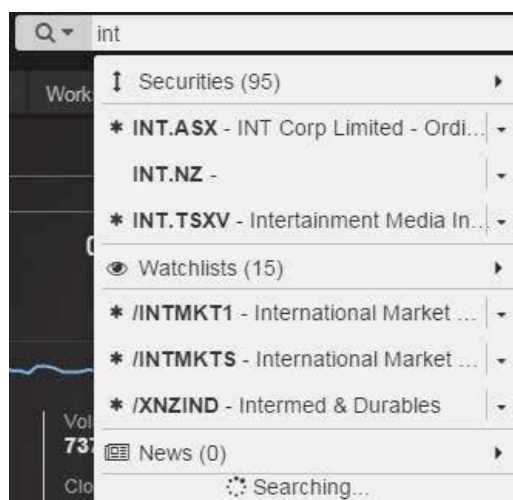 int
Work
Securities (95)
* INT.ASX - INT Corp Limited - Ordi...
INT.NZ -
* INT.TSXV - Intertainment Media In...
Watchlists (15)
* /INTMKT1 - International Market ...
* /INTMKTS - International Market ...
* /XNZIND - Intermed & Durables
Vol
737
News (0)
Clo
Searching...